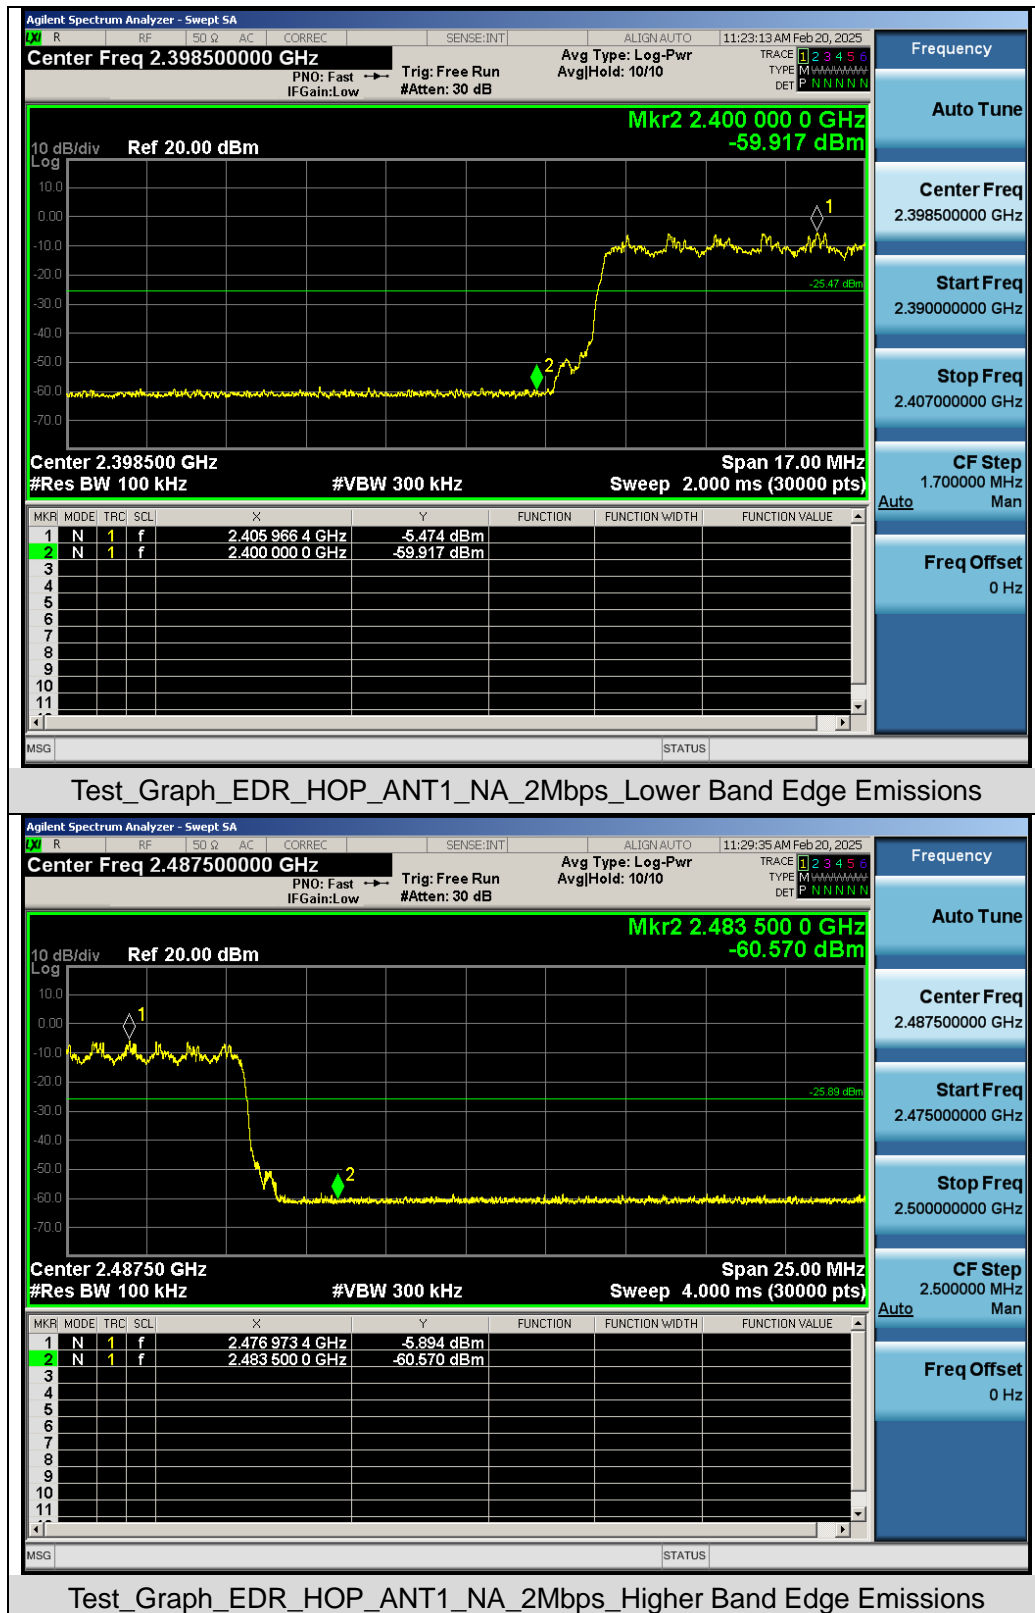 Agilent Spectrum Analyzer - Swept SA
LXI R RF 50 Ω AC CORREC SENSE:INT ALIGN AUTO 11:23:13 AM Feb 20, 2025
Center Freq 2.398500000 GHz Avg Type: Log-Pwr TRACE 1 2 3 4 5 6
PNO: Fast Trig: Free Run Avg|Hold: 10/10 TYPE M
IFGain:Low #Atten: 30 dB DET P N N N N N
Mkr2 2.400 000 0 GHz
-59.917 dBm
10 dB/div Ref 20.00 dBm
Log
10.0
0.00
-10.0
-20.0
-30.0
-40.0
-50.0
-60.0
-70.0
1
-25.47 dBm
2
Center 2.398500 GHz Span 17.00 MHz
#Res BW 100 kHz #VBW 300 kHz Sweep 2.000 ms (30000 pts)
MKR MODE TRC SCL X Y FUNCTION FUNCTION WIDTH FUNCTION VALUE
1 N 1 f 2.405 966 4 GHz -5.474 dBm
2 N 1 f 2.400 000 0 GHz -59.917 dBm
3
4
5
6
7
8
9
10
11
MSG STATUS
Frequency
Auto Tune
Center Freq
2.398500000 GHz
Start Freq
2.390000000 GHz
Stop Freq
2.407000000 GHz
CF Step
1.700000 MHz
Auto Man
Freq Offset
0 Hz
Test_Graph_EDR_HOP_ANT1_NA_2Mbps_Lower Band Edge Emissions
Agilent Spectrum Analyzer - Swept SA
LXI R RF 50 Ω AC CORREC SENSE:INT ALIGN AUTO 11:29:35 AM Feb 20, 2025
Center Freq 2.487500000 GHz Avg Type: Log-Pwr TRACE 1 2 3 4 5 6
PNO: Fast Trig: Free Run Avg|Hold: 10/10 TYPE M
IFGain:Low #Atten: 30 dB DET P N N N N N
Mkr2 2.483 500 0 GHz
-60.570 dBm
10 dB/div Ref 20.00 dBm
Log
10.0
0.00
-10.0
-20.0
-30.0
-40.0
-50.0
-60.0
-70.0
1
-25.89 dBm
2
Center 2.48750 GHz Span 25.00 MHz
#Res BW 100 kHz #VBW 300 kHz Sweep 4.000 ms (30000 pts)
MKR MODE TRC SCL X Y FUNCTION FUNCTION WIDTH FUNCTION VALUE
1 N 1 f 2.476 973 4 GHz -5.894 dBm
2 N 1 f 2.483 500 0 GHz -60.570 dBm
3
4
5
6
7
8
9
10
11
MSG STATUS
Frequency
Auto Tune
Center Freq
2.487500000 GHz
Start Freq
2.475000000 GHz
Stop Freq
2.500000000 GHz
CF Step
2.500000 MHz
Auto Man
Freq Offset
0 Hz
Test_Graph_EDR_HOP_ANT1_NA_2Mbps_Higher Band Edge Emissions